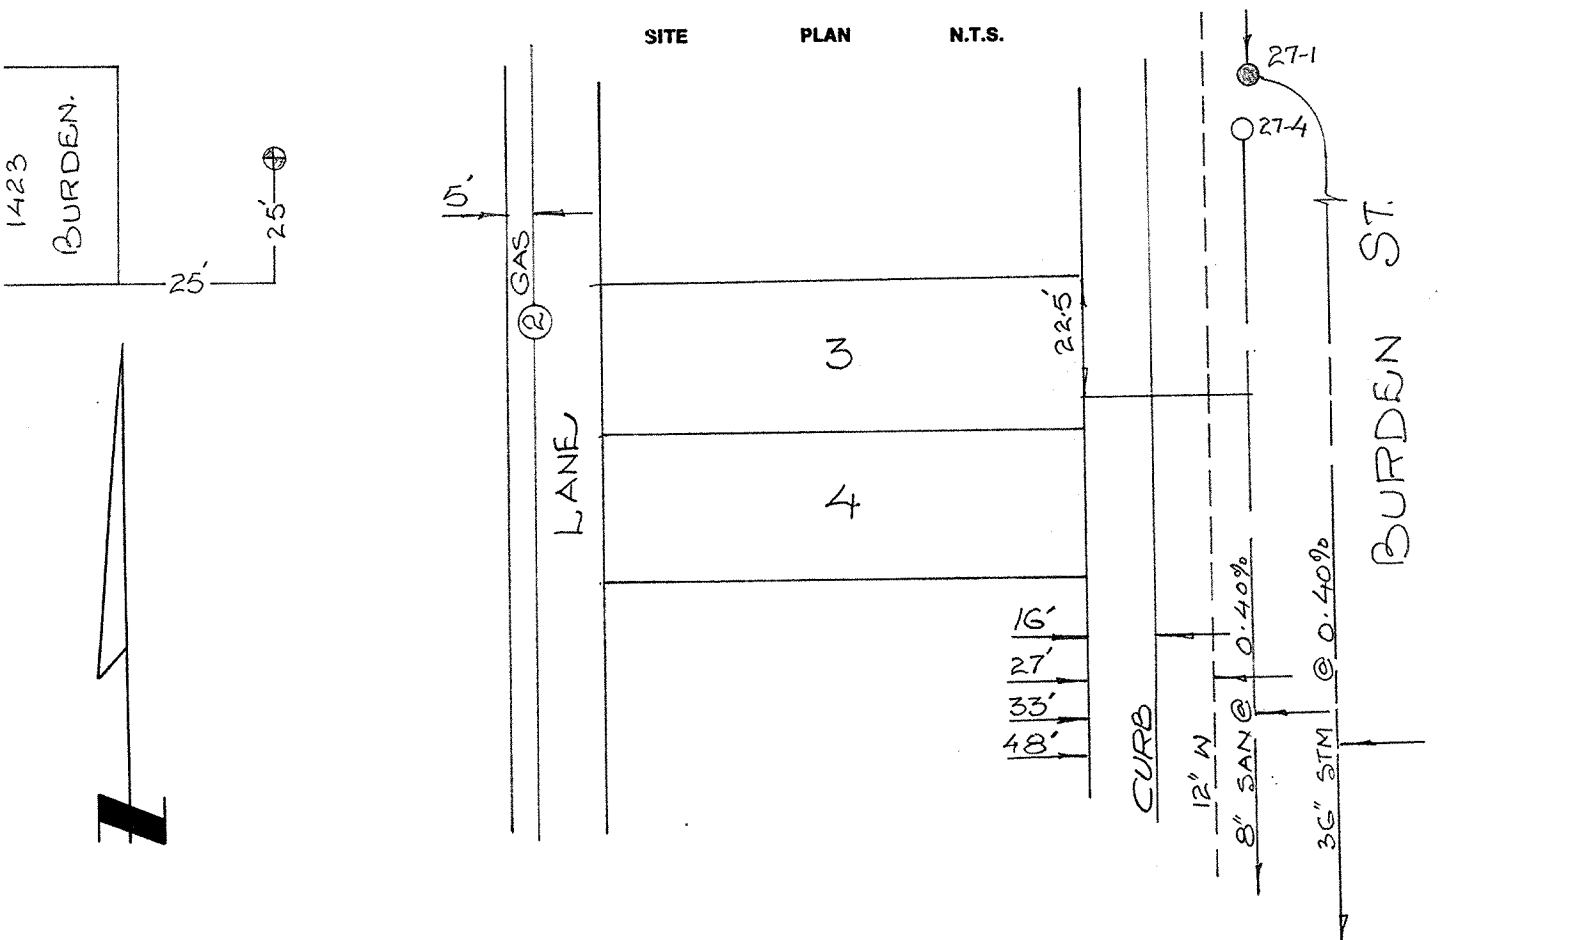 SITE PLAN N.T.S.
27-1
27-4
1423
BURDEN.
25'
25'
5'
GAS
2
LANE
3
22.5'
4
BURDEN ST.
16'
27'
33'
48'
CURB
12" W
8" SAN @ 0.40%
36" STM @ 0.40%